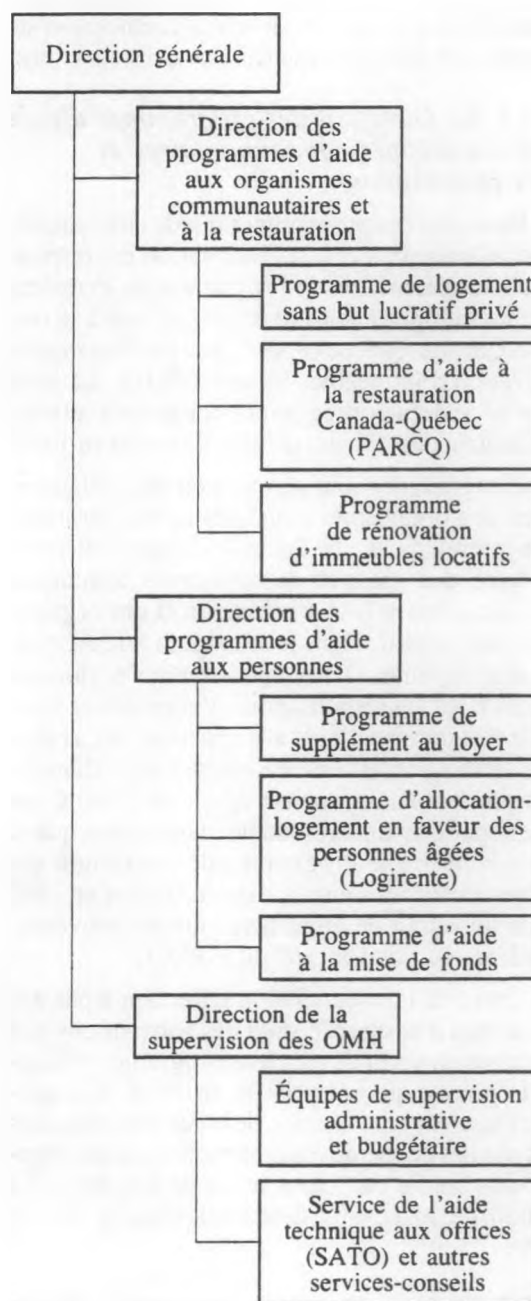 Direction générale
Direction des
programmes d'aide
aux organismes
communautaires et
à la restauration
Programme de logement
sans but lucratif privé
Programme d'aide à
la restauration
Canada-Québec
(PARCQ)
Programme
de rénovation
d'immeubles locatifs
Direction des
programmes d'aide
aux personnes
Programme de
supplément au loyer
Programme d'allocation-
logement en faveur des
personnes âgées
(Logirente)
Programme d'aide
à la mise de fonds
Direction de la
supervision des OMH
Équipes de supervision
administrative
et budgétaire
Service de l'aide
technique aux offices
(SATO) et autres
services-conseils